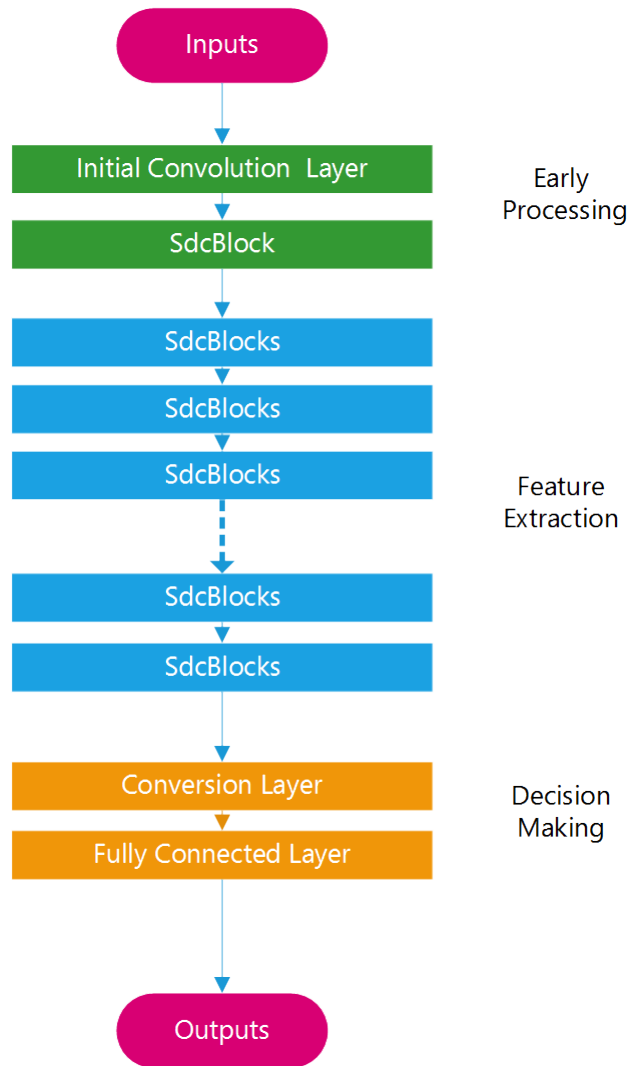 Inputs
Initial Convolution Layer
Early
Processing
SdcBlock
SdcBlocks
SdcBlocks
SdcBlocks
Feature
Extraction
SdcBlocks
SdcBlocks
Conversion Layer
Decision
Making
Fully Connected Layer
Outputs